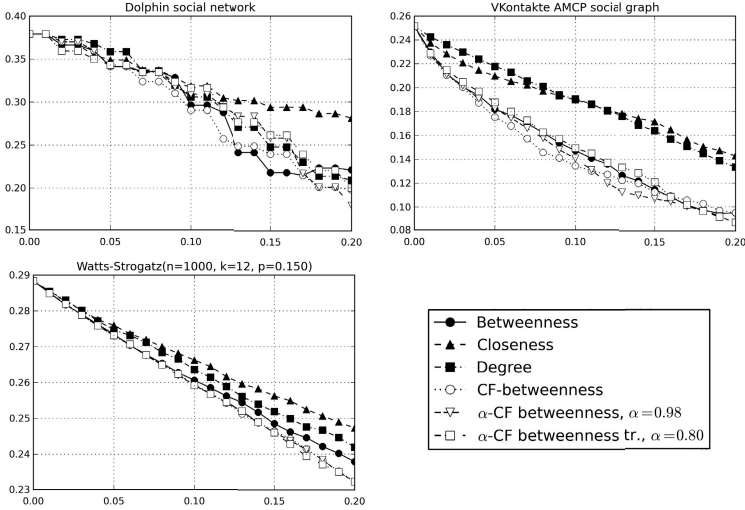 Dolphin social network
0.40
0.35
0.30
0.25
0.20
0.15
0.00 0.05 0.10 0.15 0.20
VKontakte AMCP social graph
0.26
0.24
0.22
0.20
0.18
0.16
0.14
0.12
0.10
0.08
0.00 0.05 0.10 0.15 0.20
Watts-Strogatz(n=1000, k=12, p=0.150)
0.29
0.28
0.27
0.26
0.25
0.24
0.23
0.00 0.05 0.10 0.15 0.20
Betweenness
Closeness
Degree
CF-betweenness
α-CF betweenness, α=0.98
α-CF betweenness tr., α=0.80